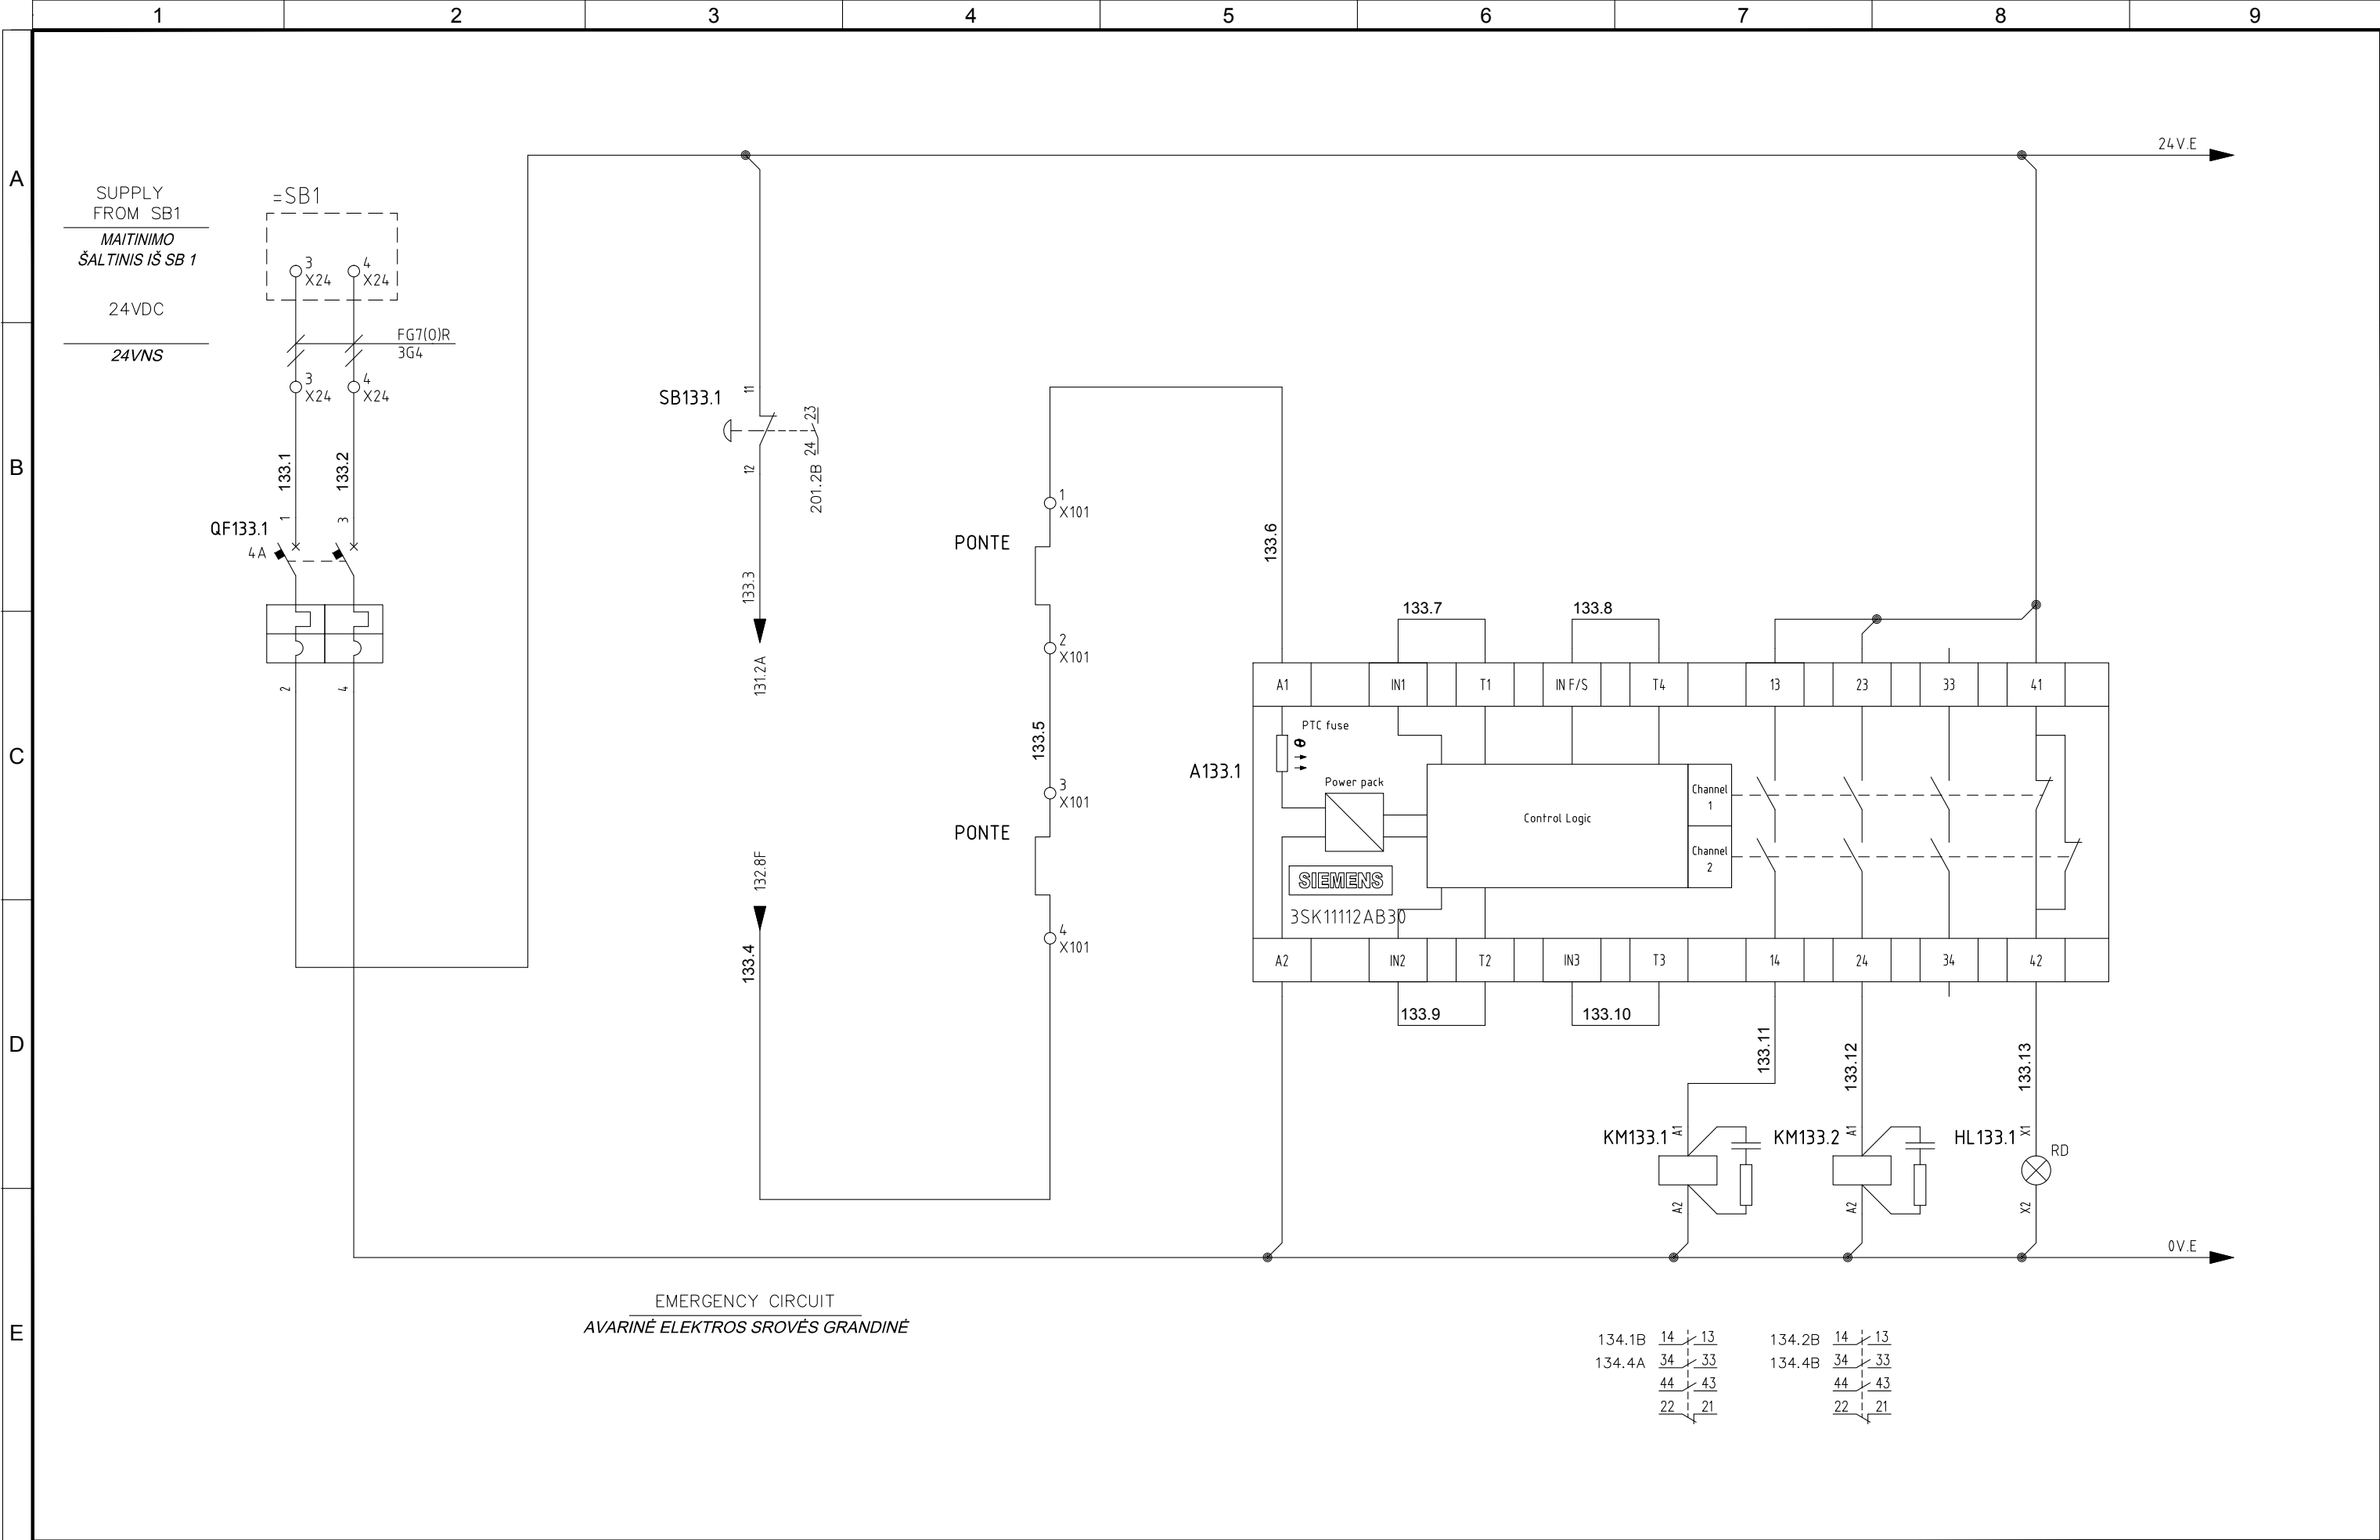 1 2 3 4 5 6 7 8 9
A
B
C
D
E
24V.E
SUPPLY
FROM SB1
MAITINIMO
ŠALTINIS IŠ SB 1
24VDC
24VNS
=SB1
3
X24
4
X24
FG7(O)R
3G4
3
X24
4
X24
133.1
133.2
QF133.1
4A
1
3
2
4
SB133.1
11
12
23
24
201.2B
133.3
131.2A
132.8F
133.4
1
X101
PONTE
2
X101
133.5
3
X101
PONTE
4
X101
133.6
133.7
133.8
A1 IN1 T1 IN F/S T4 13 23 33 41
PTC fuse
θ
A133.1
Power pack
Control Logic
Channel
1
Channel
2
SIEMENS
3SK11112AB30
A2 IN2 T2 IN3 T3 14 24 34 42
133.9
133.10
133.11
133.12
133.13
KM133.1
A1
A2
KM133.2
A1
A2
HL133.1
X1
RD
X2
0V.E
EMERGENCY CIRCUIT
AVARINĖ ELEKTROS SROVĖS GRANDINĖ
134.1B 14 13
134.4A 34 33
44 43
22 21
134.2B 14 13
134.4B 34 33
44 43
22 21